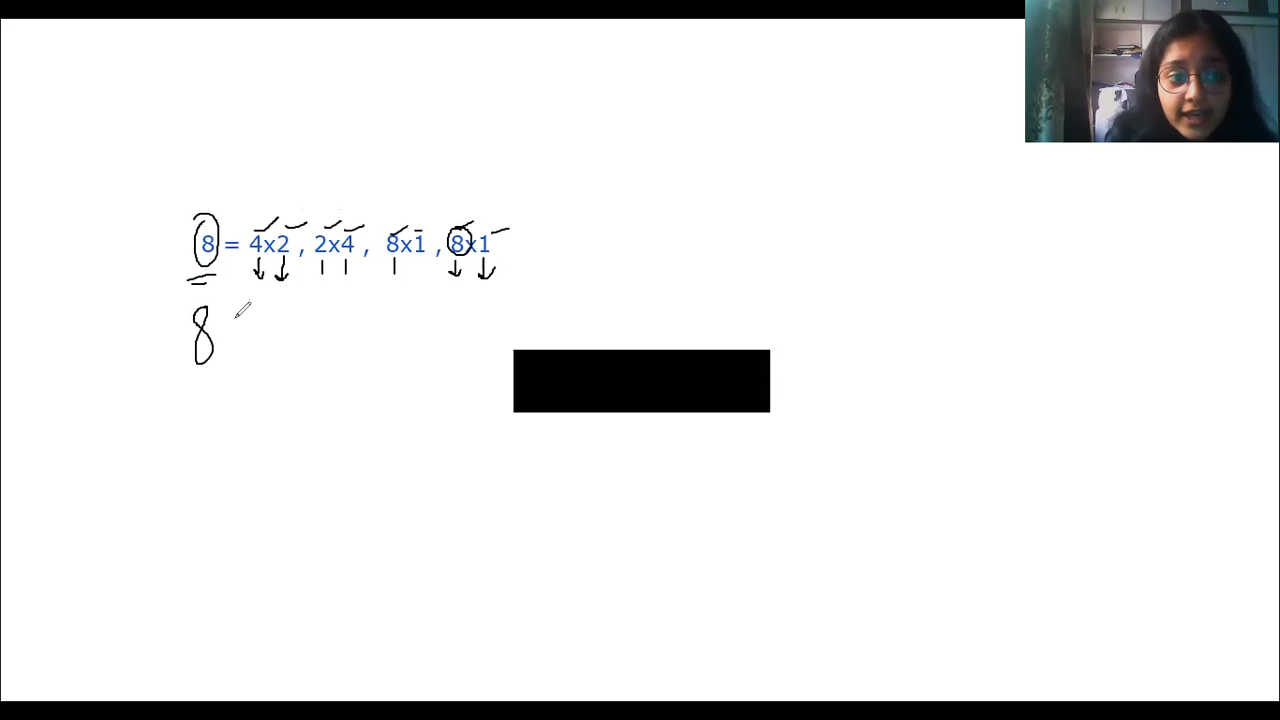 8 = 4x2 , 2x4 , 8x1 , 8x1
8